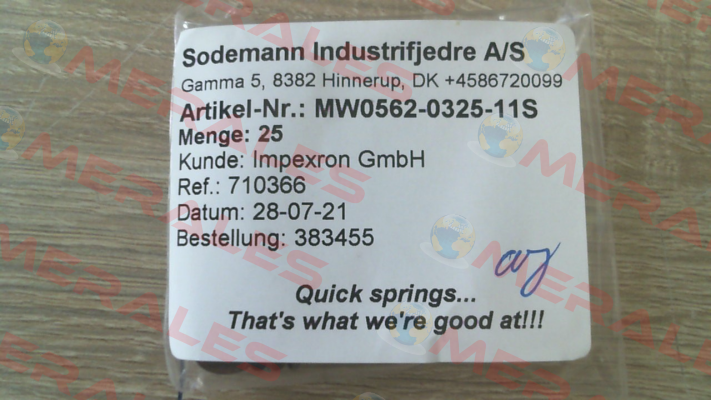 Sodemann Industrifjedre A/S
Gamma 5, 8382 Hinnerup, DK +4586720099
Artikel-Nr.: MW0562-0325-11S
Menge: 25
Kunde: Impexron GmbH
Ref.: 710366
Datum: 28-07-21
Bestellung: 383455
Quick springs...
That's what we're good at!!!
MERALES